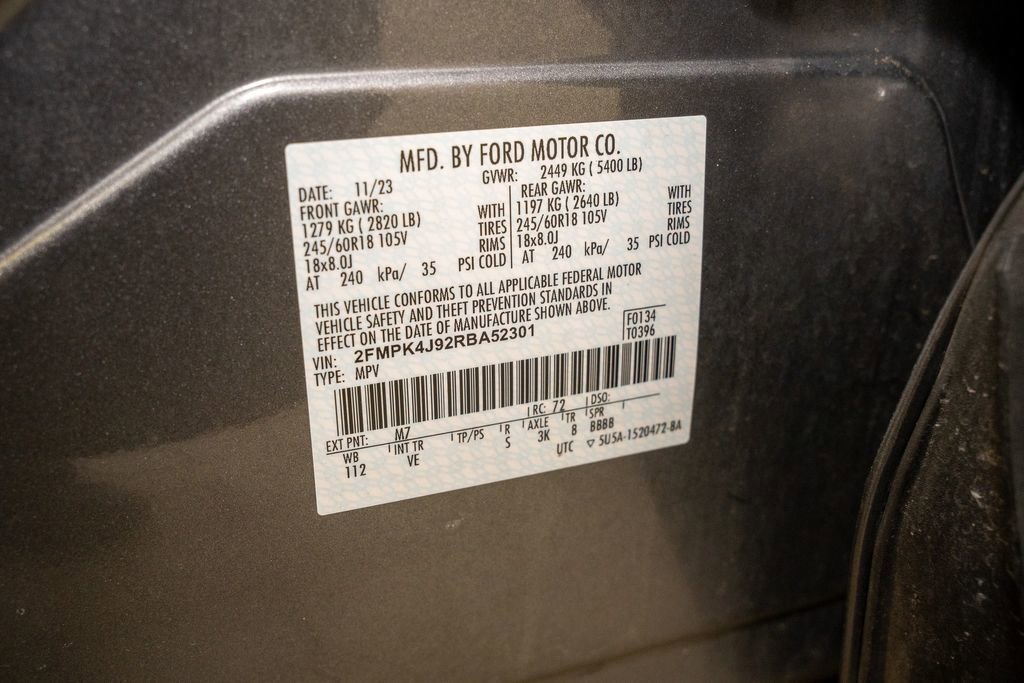 MFD. BY FORD MOTOR CO.
DATE: 11/23 GVWR: 2449 KG ( 5400 LB)
FRONT GAWR: REAR GAWR:
1279 KG ( 2820 LB) WITH 1197 KG ( 2640 LB) WITH
245/60R18 105V TIRES 245/60R18 105V TIRES
18x8.0J RIMS 18x8.0J RIMS
AT 240 kPa/ 35 PSI COLD AT 240 kPa/ 35 PSI COLD
THIS VEHICLE CONFORMS TO ALL APPLICABLE FEDERAL MOTOR
VEHICLE SAFETY AND THEFT PREVENTION STANDARDS IN
EFFECT ON THE DATE OF MANUFACTURE SHOWN ABOVE.
VIN: 2FMPK4J92RBA52301 F0134
TYPE: MPV T0396
EXT PNT: M7 RC: 72 DSO:
WB INT TR TP/PS R AXLE TR SPR
112 VE S 3K B BBBB
UTC ▽ 5U5A-1520472-BA